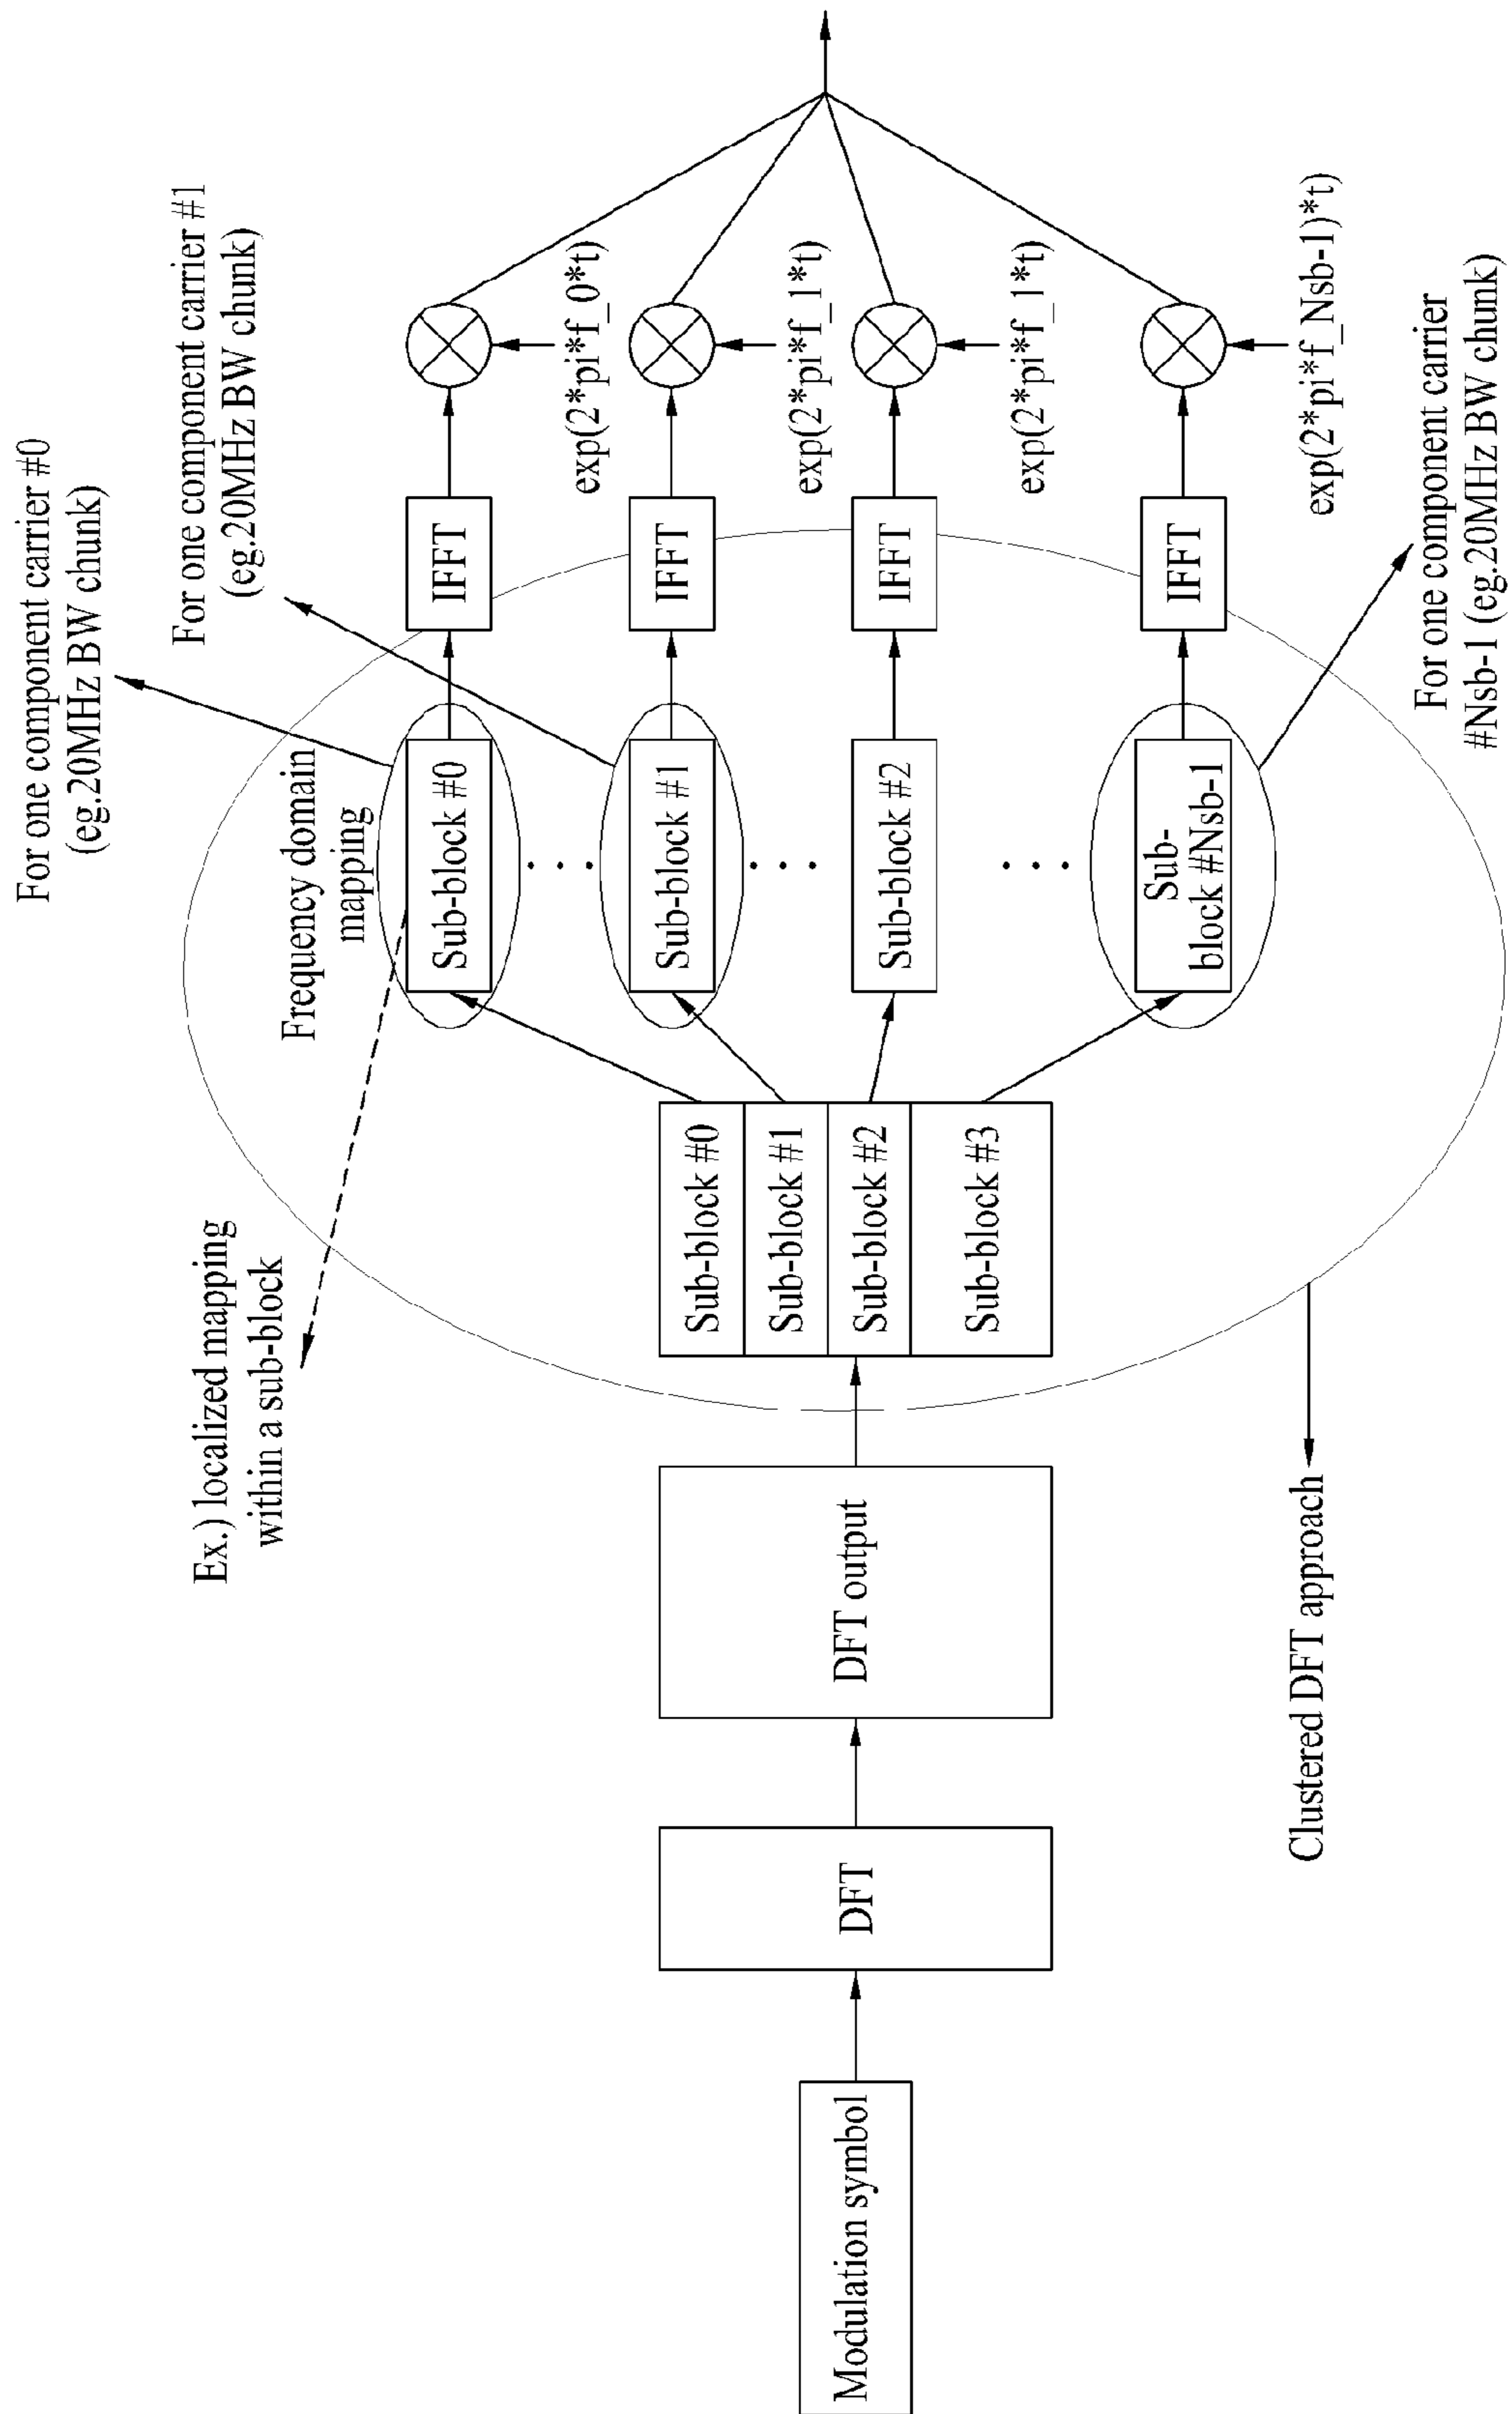 Modulation symbol
DFT
DFT output
Sub-block #0
Sub-block #1
Sub-block #2
Sub-block #3
Ex.) localized mapping
within a sub-block
Clustered DFT approach
Frequency domain
mapping
Sub-block #0
Sub-block #1
Sub-block #2
Sub-
block #Nsb-1
For one component carrier #0
(eg.20MHz BW chunk)
For one component carrier #1
(eg.20MHz BW chunk)
For one component carrier
#Nsb-1 (eg.20MHz BW chunk)
IFFT
IFFT
IFFT
IFFT
exp(2*pi*f_0*t)
exp(2*pi*f_1*t)
exp(2*pi*f_1*t)
exp(2*pi*f_Nsb-1)*t)